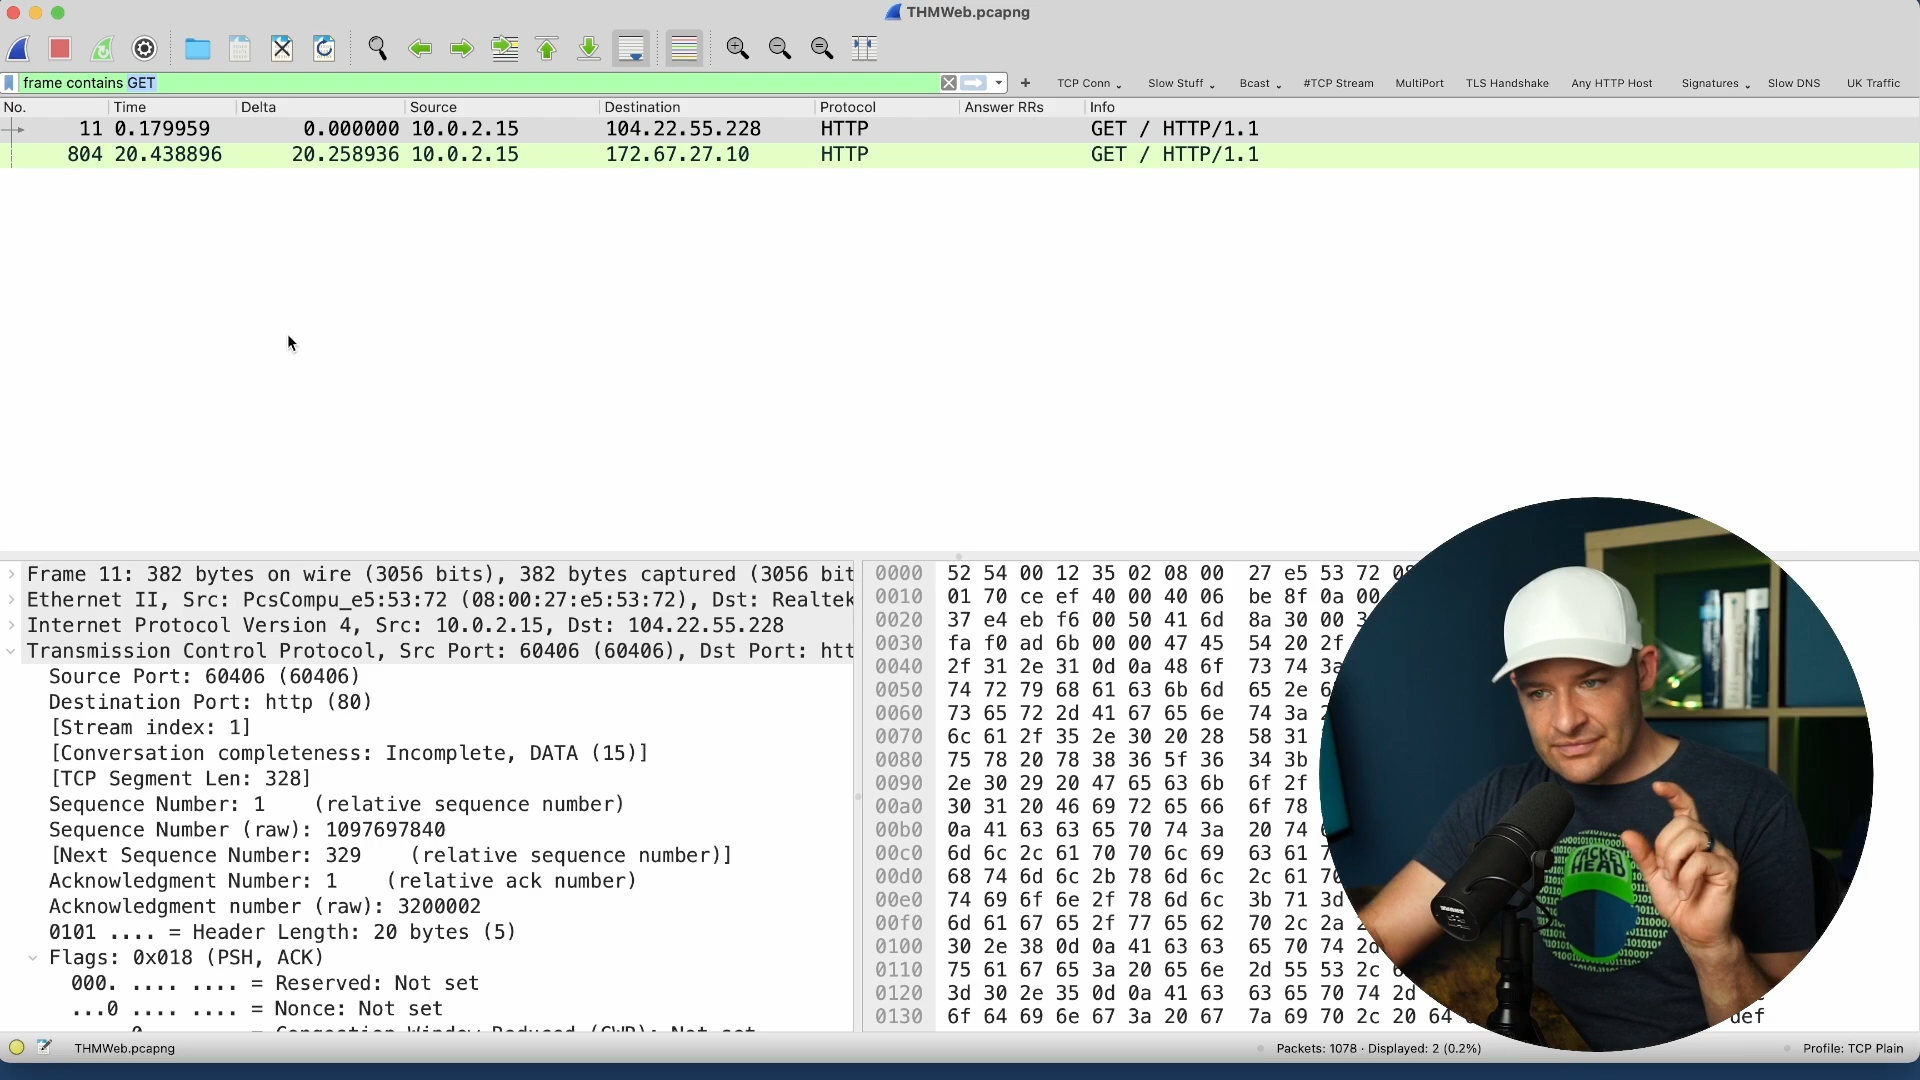 THMWeb.pcapng
frame contains GET
TCP Conn
Slow Stuff
Bcast
#TCP Stream
MultiPort
TLS Handshake
Any HTTP Host
Signatures
Slow DNS
UK Traffic
No. Time Delta Source Destination Protocol Answer RRs Info
11 0.179959 0.000000 10.0.2.15 104.22.55.228 HTTP GET / HTTP/1.1
804 20.438896 20.258936 10.0.2.15 172.67.27.10 HTTP GET / HTTP/1.1
Frame 11: 382 bytes on wire (3056 bits), 382 bytes captured (3056 bit
Ethernet II, Src: PcsCompu_e5:53:72 (08:00:27:e5:53:72), Dst: Realtek
Internet Protocol Version 4, Src: 10.0.2.15, Dst: 104.22.55.228
Transmission Control Protocol, Src Port: 60406 (60406), Dst Port: htt
Source Port: 60406 (60406)
Destination Port: http (80)
[Stream index: 1]
[Conversation completeness: Incomplete, DATA (15)]
[TCP Segment Len: 328]
Sequence Number: 1 (relative sequence number)
Sequence Number (raw): 1097697840
[Next Sequence Number: 329 (relative sequence number)]
Acknowledgment Number: 1 (relative ack number)
Acknowledgment number (raw): 3200002
0101 .... = Header Length: 20 bytes (5)
Flags: 0x018 (PSH, ACK)
000. .... .... = Reserved: Not set
...0 .... .... = Nonce: Not set
0000 52 54 00 12 35 02 08 00 27 e5 53 72 08
0010 01 70 ce ef 40 00 40 06 be 8f 0a 00
0020 37 e4 eb f6 00 50 41 6d 8a 30 00
0030 fa f0 ad 6b 00 00 47 45 54 20 2f
0040 2f 31 2e 31 0d 0a 48 6f 73 74 3a
0050 74 72 79 68 61 63 6b 6d 65 2e
0060 73 65 72 2d 41 67 65 6e 74 3a
0070 6c 61 2f 35 2e 30 20 28 58 31
0080 75 78 20 78 38 36 5f 36 34 3b
0090 2e 30 29 20 47 65 63 6b 6f 2f
00a0 30 31 20 46 69 72 65 66 6f 78
00b0 0a 41 63 63 65 70 74 3a 20 74
00c0 6d 6c 2c 61 70 70 6c 69 63 61
00d0 68 74 6d 6c 2b 78 6d 6c 2c 61 70
00e0 74 69 6f 6e 2f 78 6d 6c 3b 71 3d
00f0 6d 61 67 65 2f 77 65 62 70 2c 2a
0100 30 2e 38 0d 0a 41 63 63 65 70 74 2d
0110 75 61 67 65 3a 20 65 6e 2d 55 53 2c
0120 3d 30 2e 35 0d 0a 41 63 63 65 70 74 2d
0130 6f 64 69 6e 67 3a 20 67 7a 69 70 2c 20 64 def
PACKET
HEAD
THMWeb.pcapng
Packets: 1078 · Displayed: 2 (0.2%)
Profile: TCP Plain